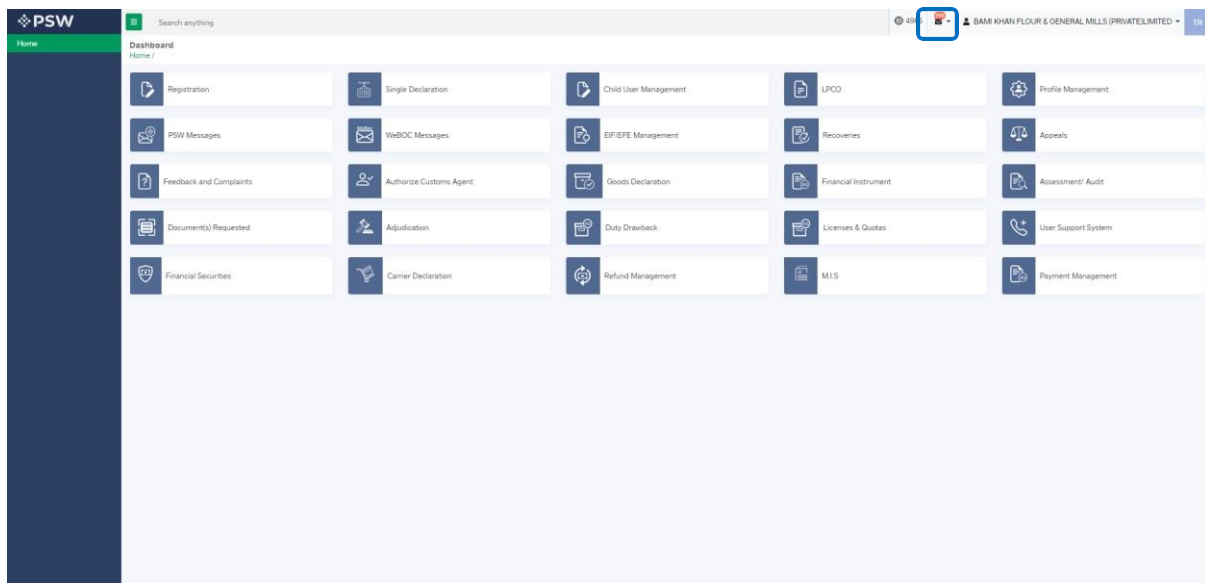 PSW
Search anything
BAMI KHAN FLOUR & GENERAL MILLS (PRIVATE)LIMITED
TR
Home
Dashboard
Home /
Registration
Single Declaration
Child User Management
LPCO
Profile Management
PSW Messages
WeBOC Messages
EIF/EFE Management
Recoveries
Appeals
Feedback and Complaints
Authorize Customs Agent
Goods Declaration
Financial Instrument
Assessment/ Audit
Document(s) Requested
Adjudication
Duty Drawback
Licenses & Quotas
User Support System
Financial Securities
Carrier Declaration
Refund Management
M.I.S
Payment Management